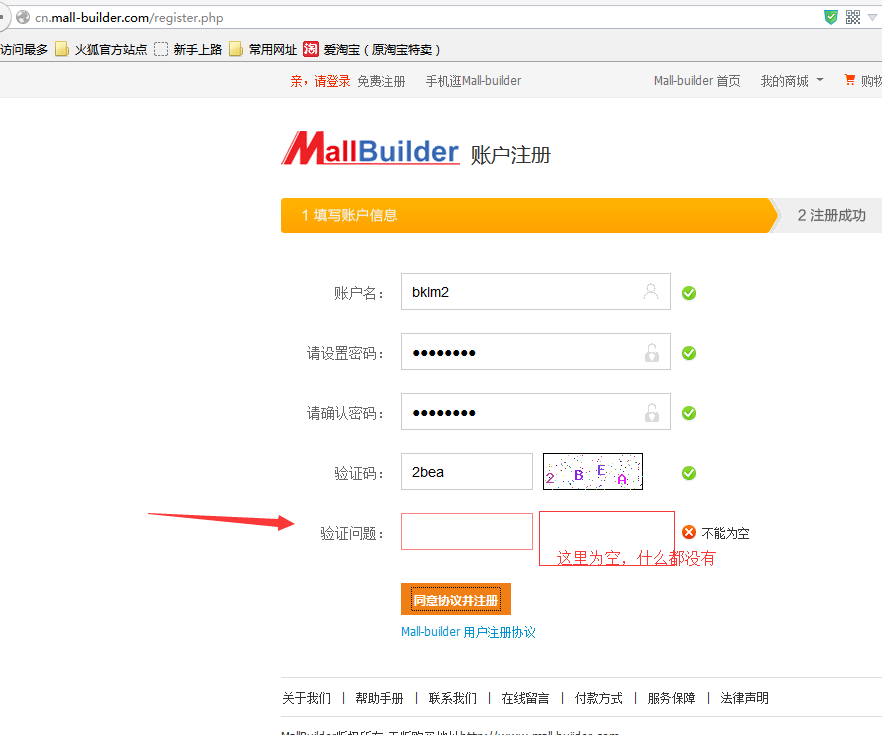 cn.mall-builder.com/register.php
访问最多 火狐官方站点 新手上路 常用网址 淘 爱淘宝（原淘宝特卖）
亲，请登录 免费注册 手机逛Mall-builder Mall-builder 首页 我的商城 购物
MallBuilder 账户注册
1 填写账户信息 2 注册成功
账户名： bklm2
请设置密码： ●●●●●●●●
请确认密码： ●●●●●●●●
验证码： 2bea 2BEA
验证问题： 不能为空
这里为空，什么都没有
同意协议并注册
Mall-builder 用户注册协议
关于我们 | 帮助手册 | 联系我们 | 在线留言 | 付款方式 | 服务保障 | 法律声明